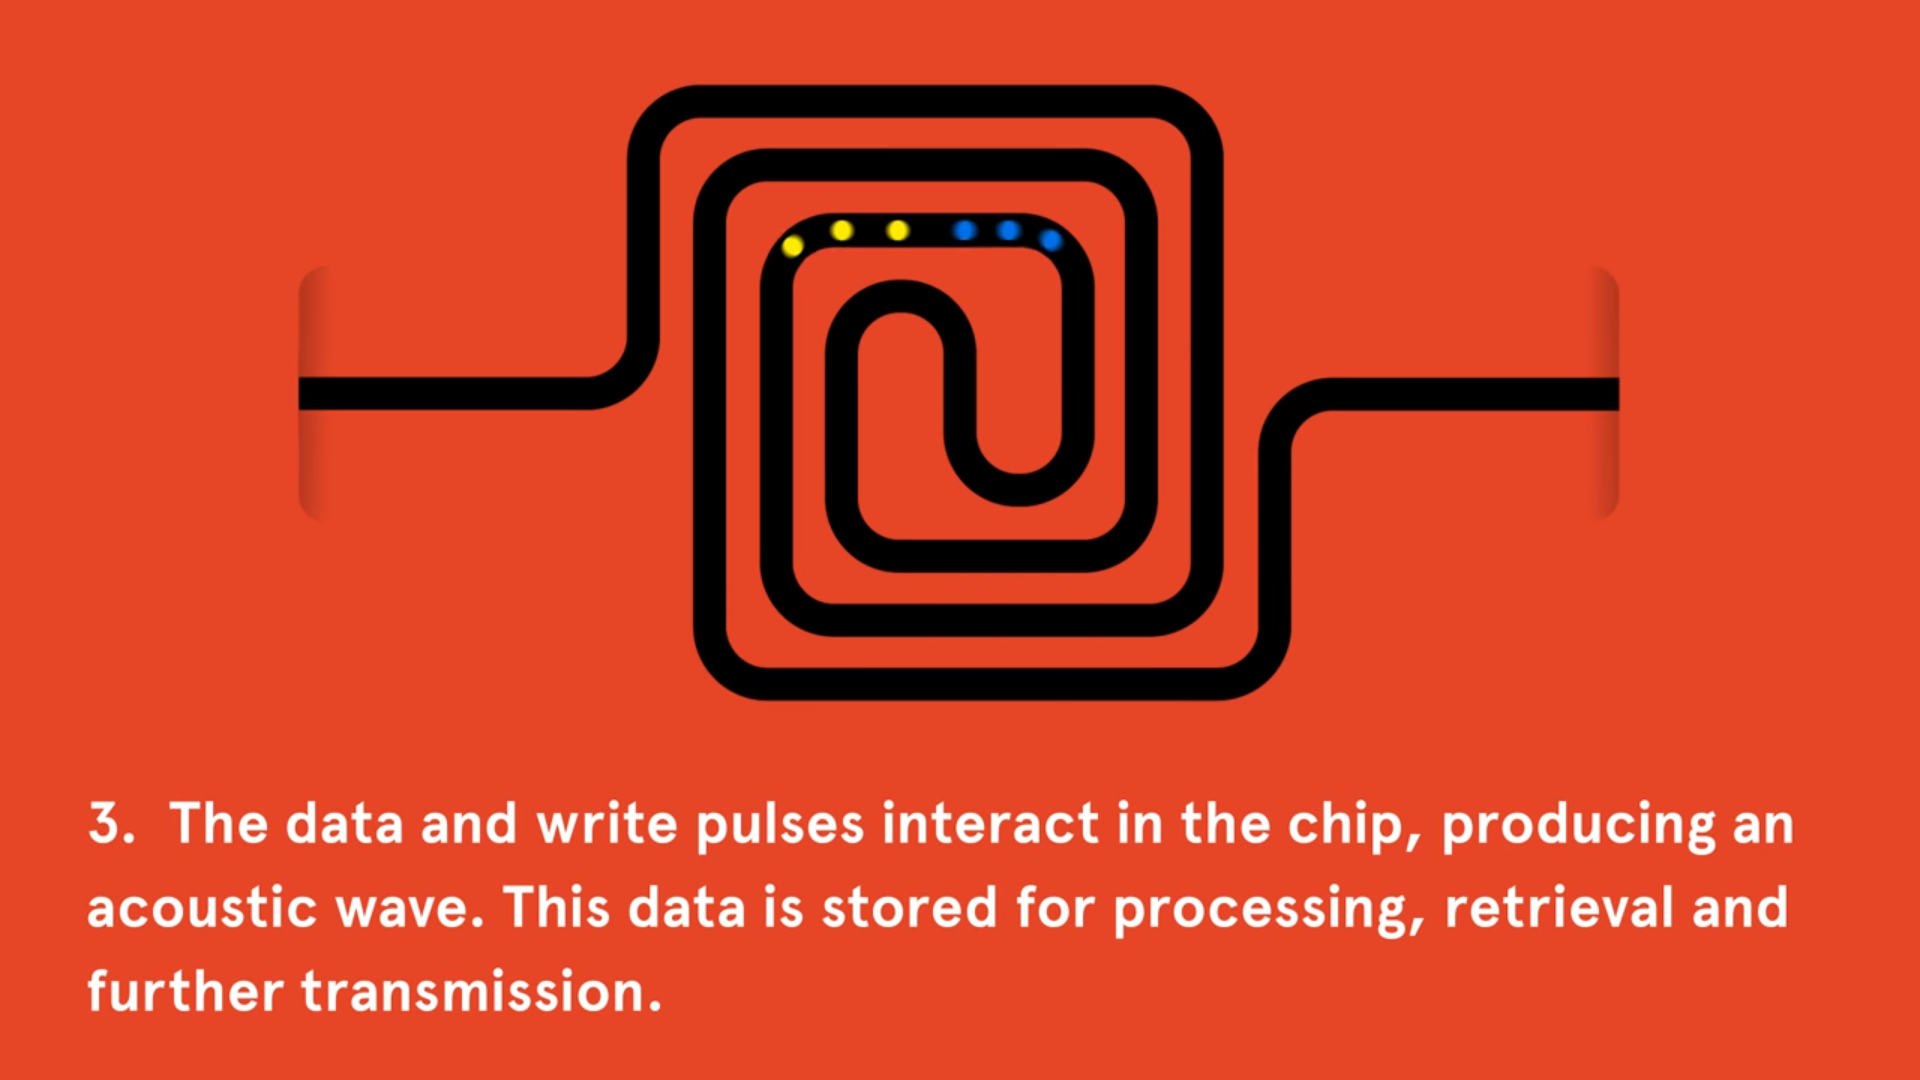 3. The data and write pulses interact in the chip, producing an
acoustic wave. This data is stored for processing, retrieval and
further transmission.